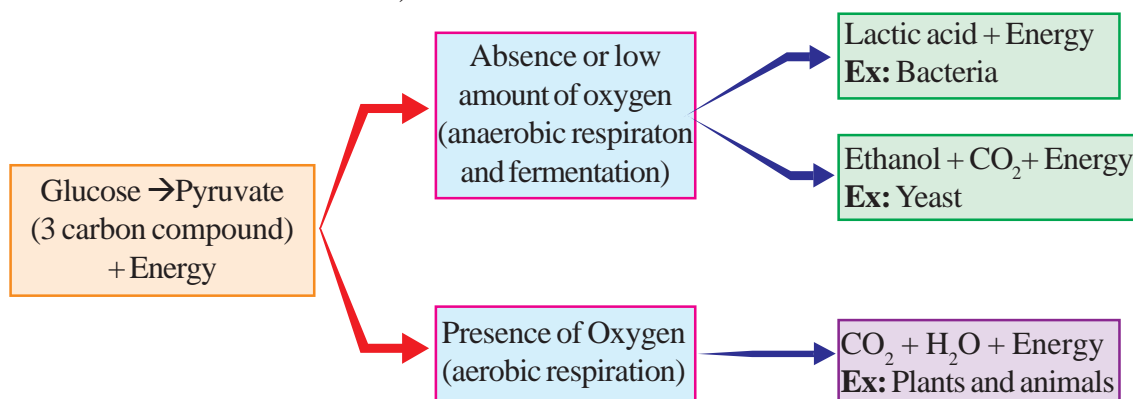 Glucose →Pyruvate
(3 carbon compound)
+ Energy
Absence or low
amount of oxygen
(anaerobic respiraton
and fermentation)
Lactic acid + Energy
Ex: Bacteria
Ethanol + CO₂+ Energy
Ex: Yeast
Presence of Oxygen
(aerobic respiration)
CO₂ + H₂O + Energy
Ex: Plants and animals